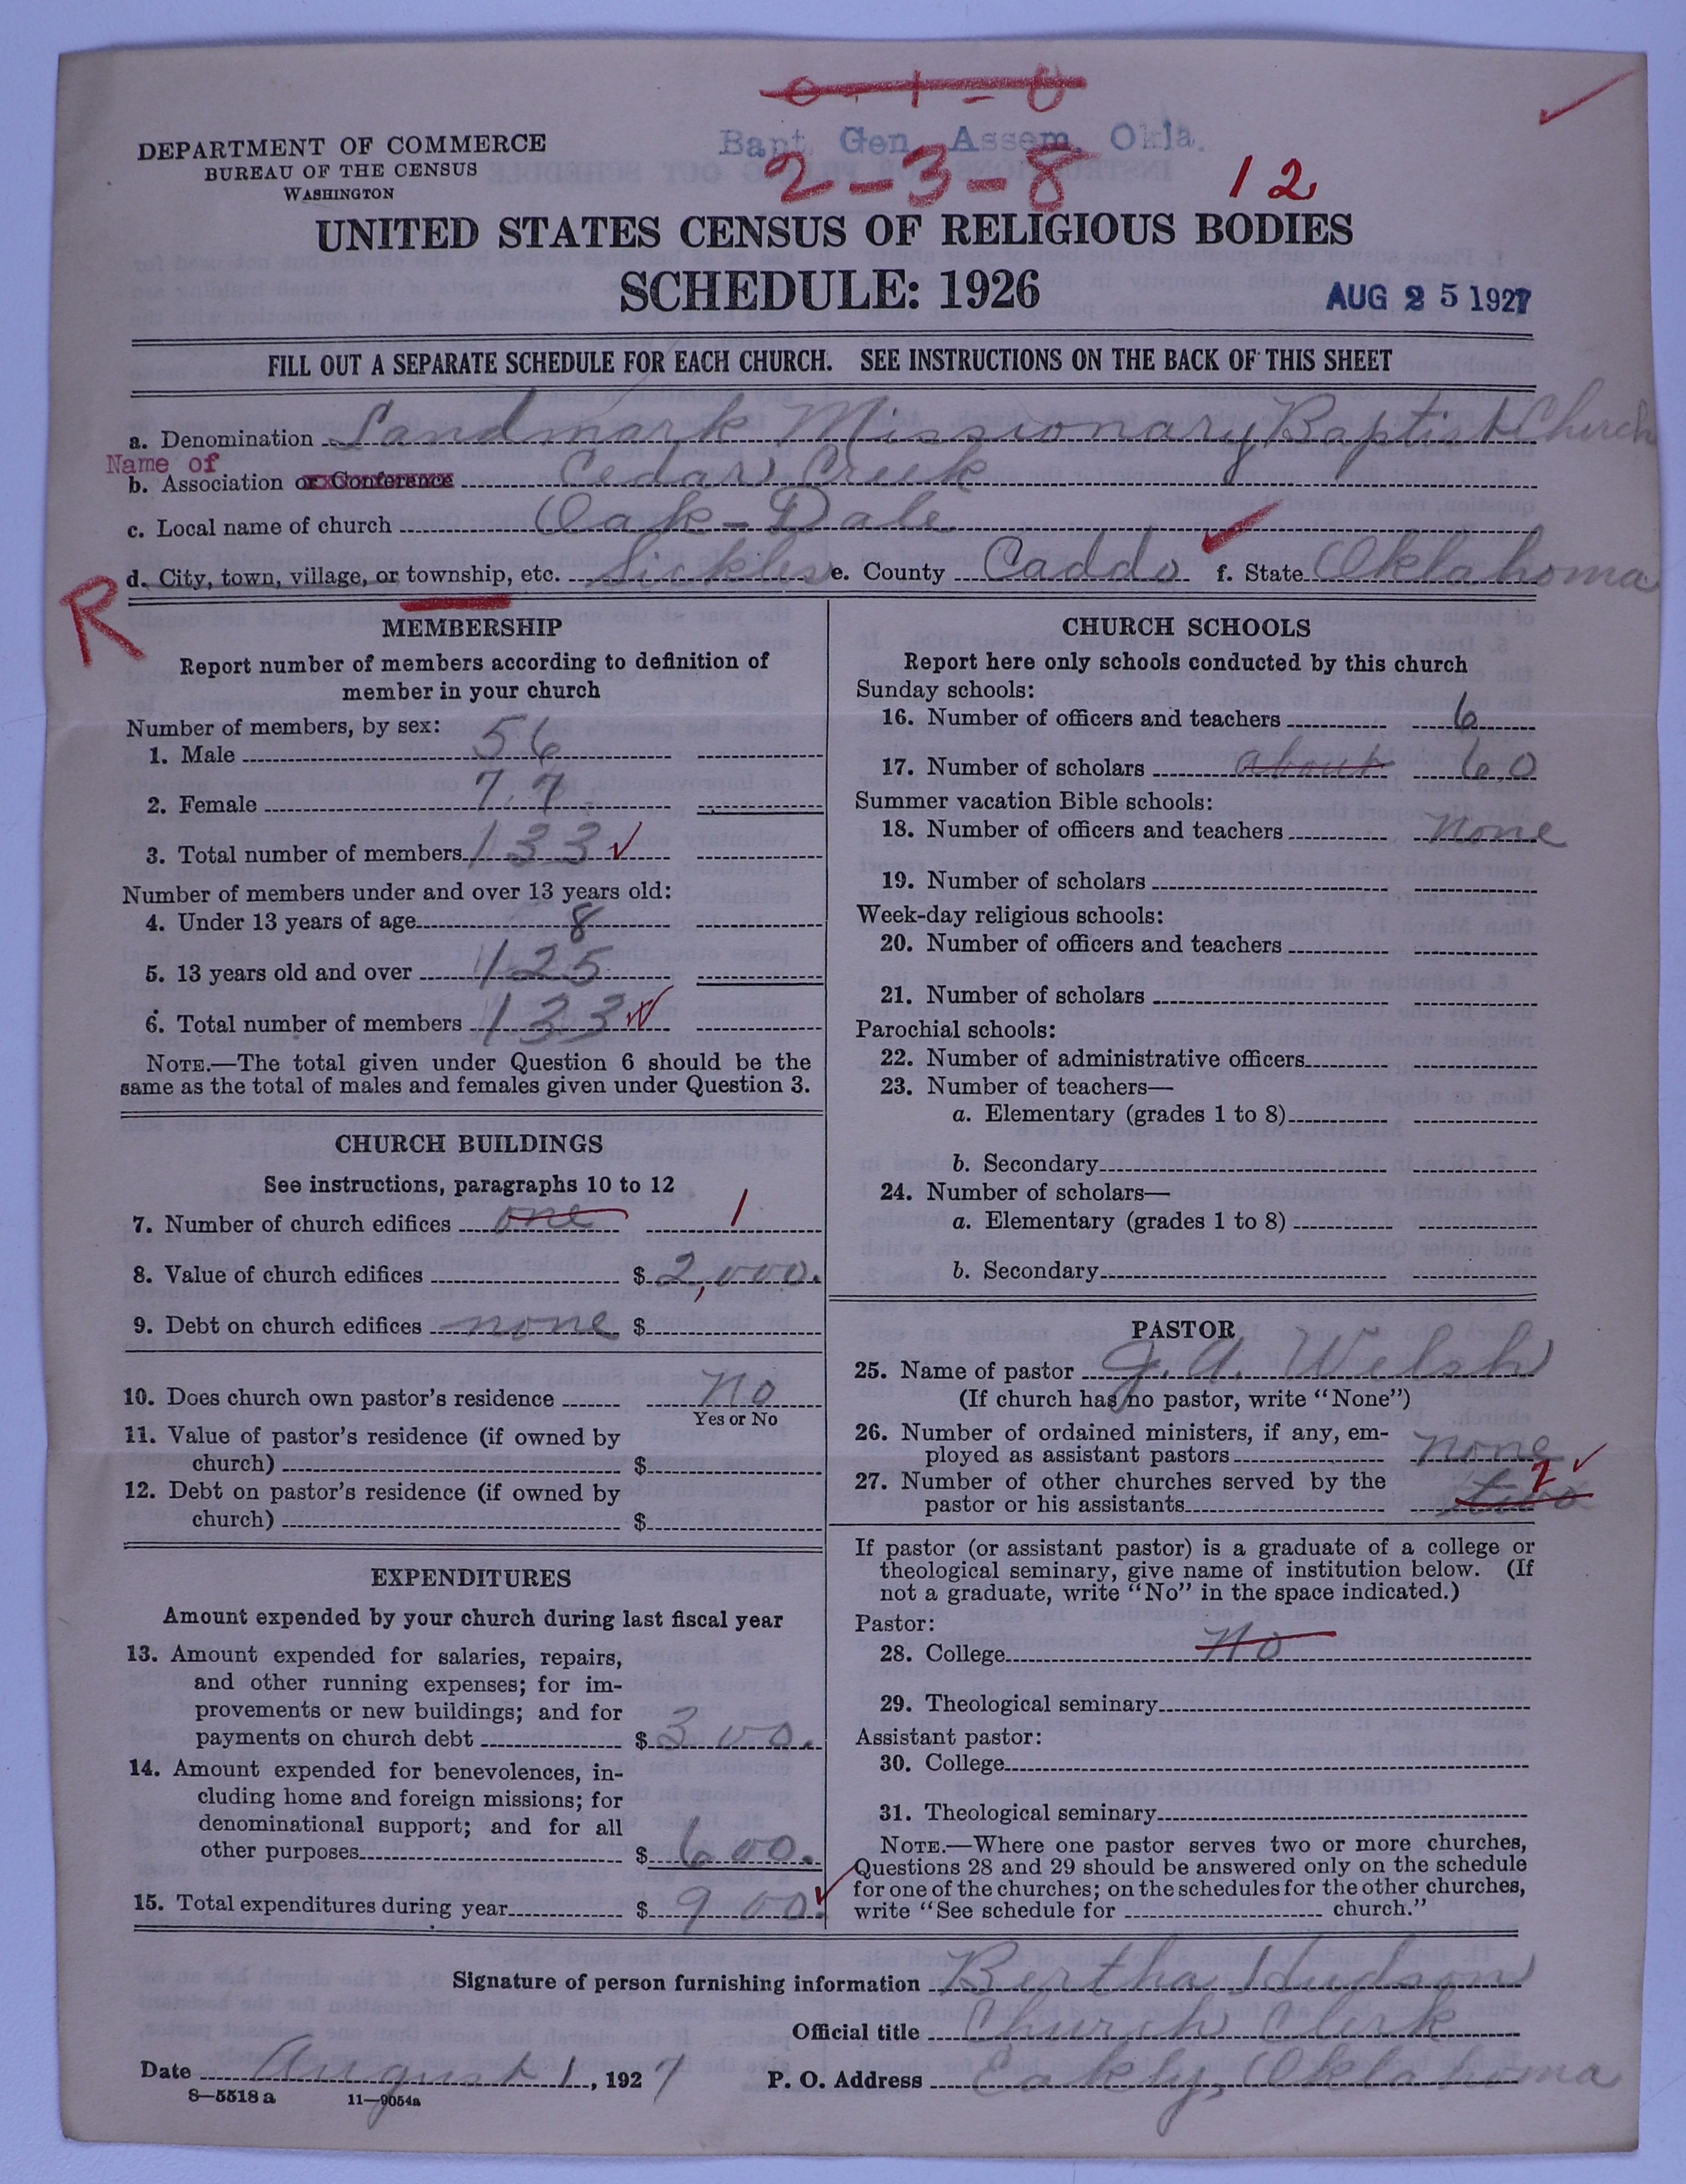 0-1-0
Bapt. Gen. Assem. Okla.
2-3-8
12
DEPARTMENT OF COMMERCE
BUREAU OF THE CENSUS
WASHINGTON
UNITED STATES CENSUS OF RELIGIOUS BODIES
SCHEDULE: 1926
AUG 25 1927
FILL OUT A SEPARATE SCHEDULE FOR EACH CHURCH. SEE INSTRUCTIONS ON THE BACK OF THIS SHEET
a. Denomination Landmark Missionary Baptist Church
Name of
b. Association or Conference Cedar Creek
c. Local name of church Oak-Dale
d. City, town, village, or township, etc. Sickles e. County Caddo f. State Oklahoma
R
MEMBERSHIP
Report number of members according to definition of
member in your church
Number of members, by sex:
1. Male 56
2. Female 77
3. Total number of members 133 ✓
Number of members under and over 13 years old:
4. Under 13 years of age 8
5. 13 years old and over 125
6. Total number of members 133 ✓
NOTE.—The total given under Question 6 should be the
same as the total of males and females given under Question 3.
CHURCH BUILDINGS
See instructions, paragraphs 10 to 12
7. Number of church edifices one 1
8. Value of church edifices $ 2,000.
9. Debt on church edifices none $
10. Does church own pastor's residence No
Yes or No
11. Value of pastor's residence (if owned by
church) $
12. Debt on pastor's residence (if owned by
church) $
EXPENDITURES
Amount expended by your church during last fiscal year
13. Amount expended for salaries, repairs,
and other running expenses; for im-
provements or new buildings; and for
payments on church debt $ 300.
14. Amount expended for benevolences, in-
cluding home and foreign missions; for
denominational support; and for all
other purposes $ 600.
15. Total expenditures during year $ 900. ✓
CHURCH SCHOOLS
Report here only schools conducted by this church
Sunday schools:
16. Number of officers and teachers 6
17. Number of scholars about 60
Summer vacation Bible schools:
18. Number of officers and teachers none
19. Number of scholars
Week-day religious schools:
20. Number of officers and teachers
21. Number of scholars
Parochial schools:
22. Number of administrative officers
23. Number of teachers—
a. Elementary (grades 1 to 8)
b. Secondary
24. Number of scholars—
a. Elementary (grades 1 to 8)
b. Secondary
PASTOR
25. Name of pastor J. A. Welsh
(If church has no pastor, write "None")
26. Number of ordained ministers, if any, em-
ployed as assistant pastors none
27. Number of other churches served by the
pastor or his assistants two 2 ✓
If pastor (or assistant pastor) is a graduate of a college or
theological seminary, give name of institution below. (If
not a graduate, write "No" in the space indicated.)
Pastor:
28. College No
29. Theological seminary
Assistant pastor:
30. College
31. Theological seminary
NOTE.—Where one pastor serves two or more churches,
Questions 28 and 29 should be answered only on the schedule
for one of the churches; on the schedules for the other churches,
write "See schedule for church."
Signature of person furnishing information Bertha Hudson
Official title Church Clerk
Date August 1, 1927 P. O. Address Eakly, Oklahoma
8—5518 a 11—9054a